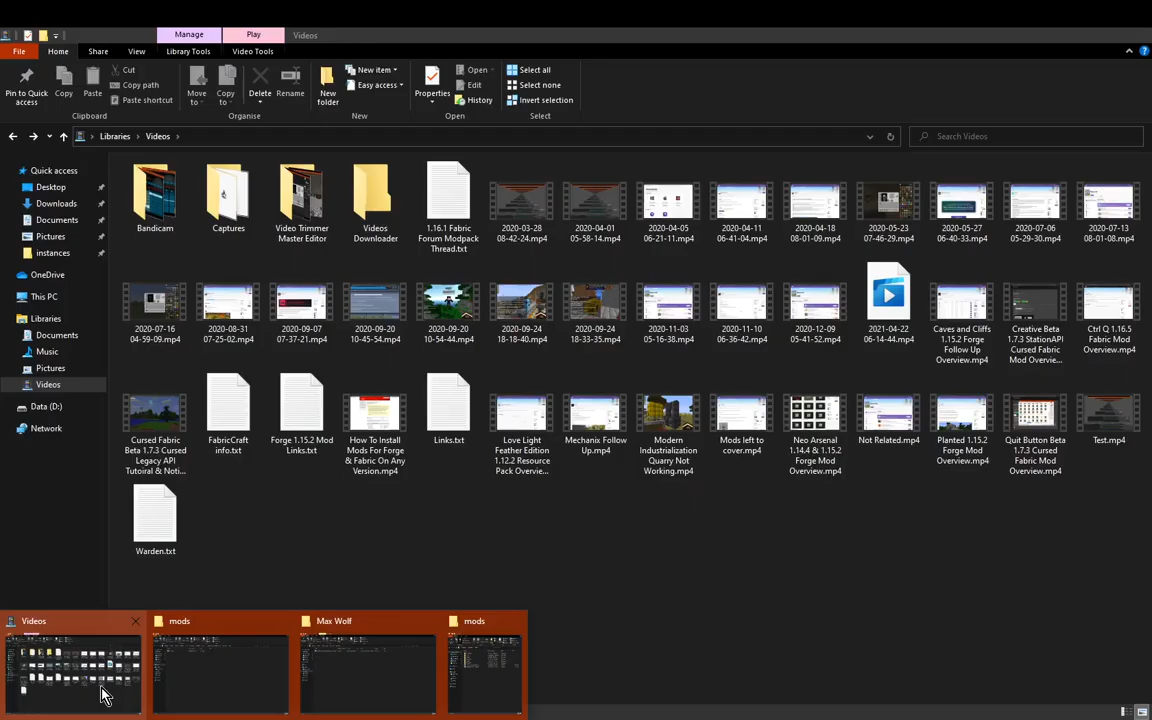 Manage
Play
Videos
File
Home
Share
View
Library Tools
Video Tools
Pin to Quick
access
Copy
Paste
Cut
Copy path
Paste shortcut
Move
to
Copy
to
Delete
Rename
New
folder
New item
Easy access
Properties
Open
Edit
History
Select all
Select none
Invert selection
Clipboard
Organise
New
Open
Select
Libraries
Videos
Search Videos
Quick access
Desktop
Downloads
Documents
Pictures
instances
OneDrive
This PC
Libraries
Documents
Music
Pictures
Videos
Data (D:)
Network
Bandicam
Captures
Video Trimmer
Master Editor
Videos
Downloader
1.16.1 Fabric
Forum Modpack
Thread.txt
2020-03-28
08-42-24.mp4
2020-04-01
05-58-14.mp4
2020-04-05
06-21-11.mp4
2020-04-11
06-41-04.mp4
2020-04-18
08-01-09.mp4
2020-05-23
07-46-29.mp4
2020-05-27
06-40-33.mp4
2020-07-06
05-29-30.mp4
2020-07-13
08-01-08.mp4
2020-07-16
04-59-09.mp4
2020-08-31
07-25-02.mp4
2020-09-07
07-37-21.mp4
2020-09-20
10-45-54.mp4
2020-09-20
10-54-44.mp4
2020-09-24
18-18-40.mp4
2020-09-24
18-33-35.mp4
2020-11-03
05-16-38.mp4
2020-11-10
06-36-42.mp4
2020-12-09
05-41-52.mp4
2021-04-22
06-14-44.mp4
Caves and Cliffs
1.15.2 Forge
Follow Up
Overview.mp4
Creative Beta
1.7.3 StationAPI
Cursed Fabric
Mod Overvie...
Ctrl Q 1.16.5
Fabric Mod
Overview.mp4
Cursed Fabric
Beta 1.7.3 Cursed
Legacy API
Tutoiral & Noti...
FabricCraft
info.txt
Forge 1.15.2 Mod
Links.txt
How To Install
Mods For Forge
& Fabric On Any
Version.mp4
Links.txt
Love Light
Feather Edition
1.12.2 Resource
Pack Overvie...
Mechanix Follow
Up.mp4
Modern
Industrialization
Quarry Not
Working.mp4
Mods left to
cover.mp4
Neo Arsenal
1.14.4 & 1.15.2
Forge Mod
Overview.mp4
Not Related.mp4
Planted 1.15.2
Forge Mod
Overview.mp4
Quit Button Beta
1.7.3 Cursed
Fabric Mod
Overview.mp4
Test.mp4
Warden.txt
Videos
mods
Max Wolf
mods